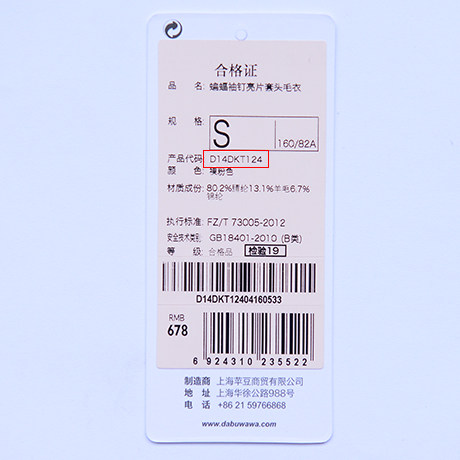 合格证
品 名: 蝙蝠袖钉亮片套头毛衣
规 格: S 160/82A
产品代码: D14DKT124
颜 色: 裸粉色
材质成份: 80.2%腈纶13.1%羊毛6.7%
锦纶
执行标准: FZ/T 73005-2012
安全技术类别: GB18401-2010 (B类)
等 级: 合格品 检验19
D14DKT12404160533
RMB
678
6 924310 235522
制造商 上海苹豆商贸有限公司
地 址 上海华徐公路988号
电 话 +86 21 59766868
www.dabuwawa.com